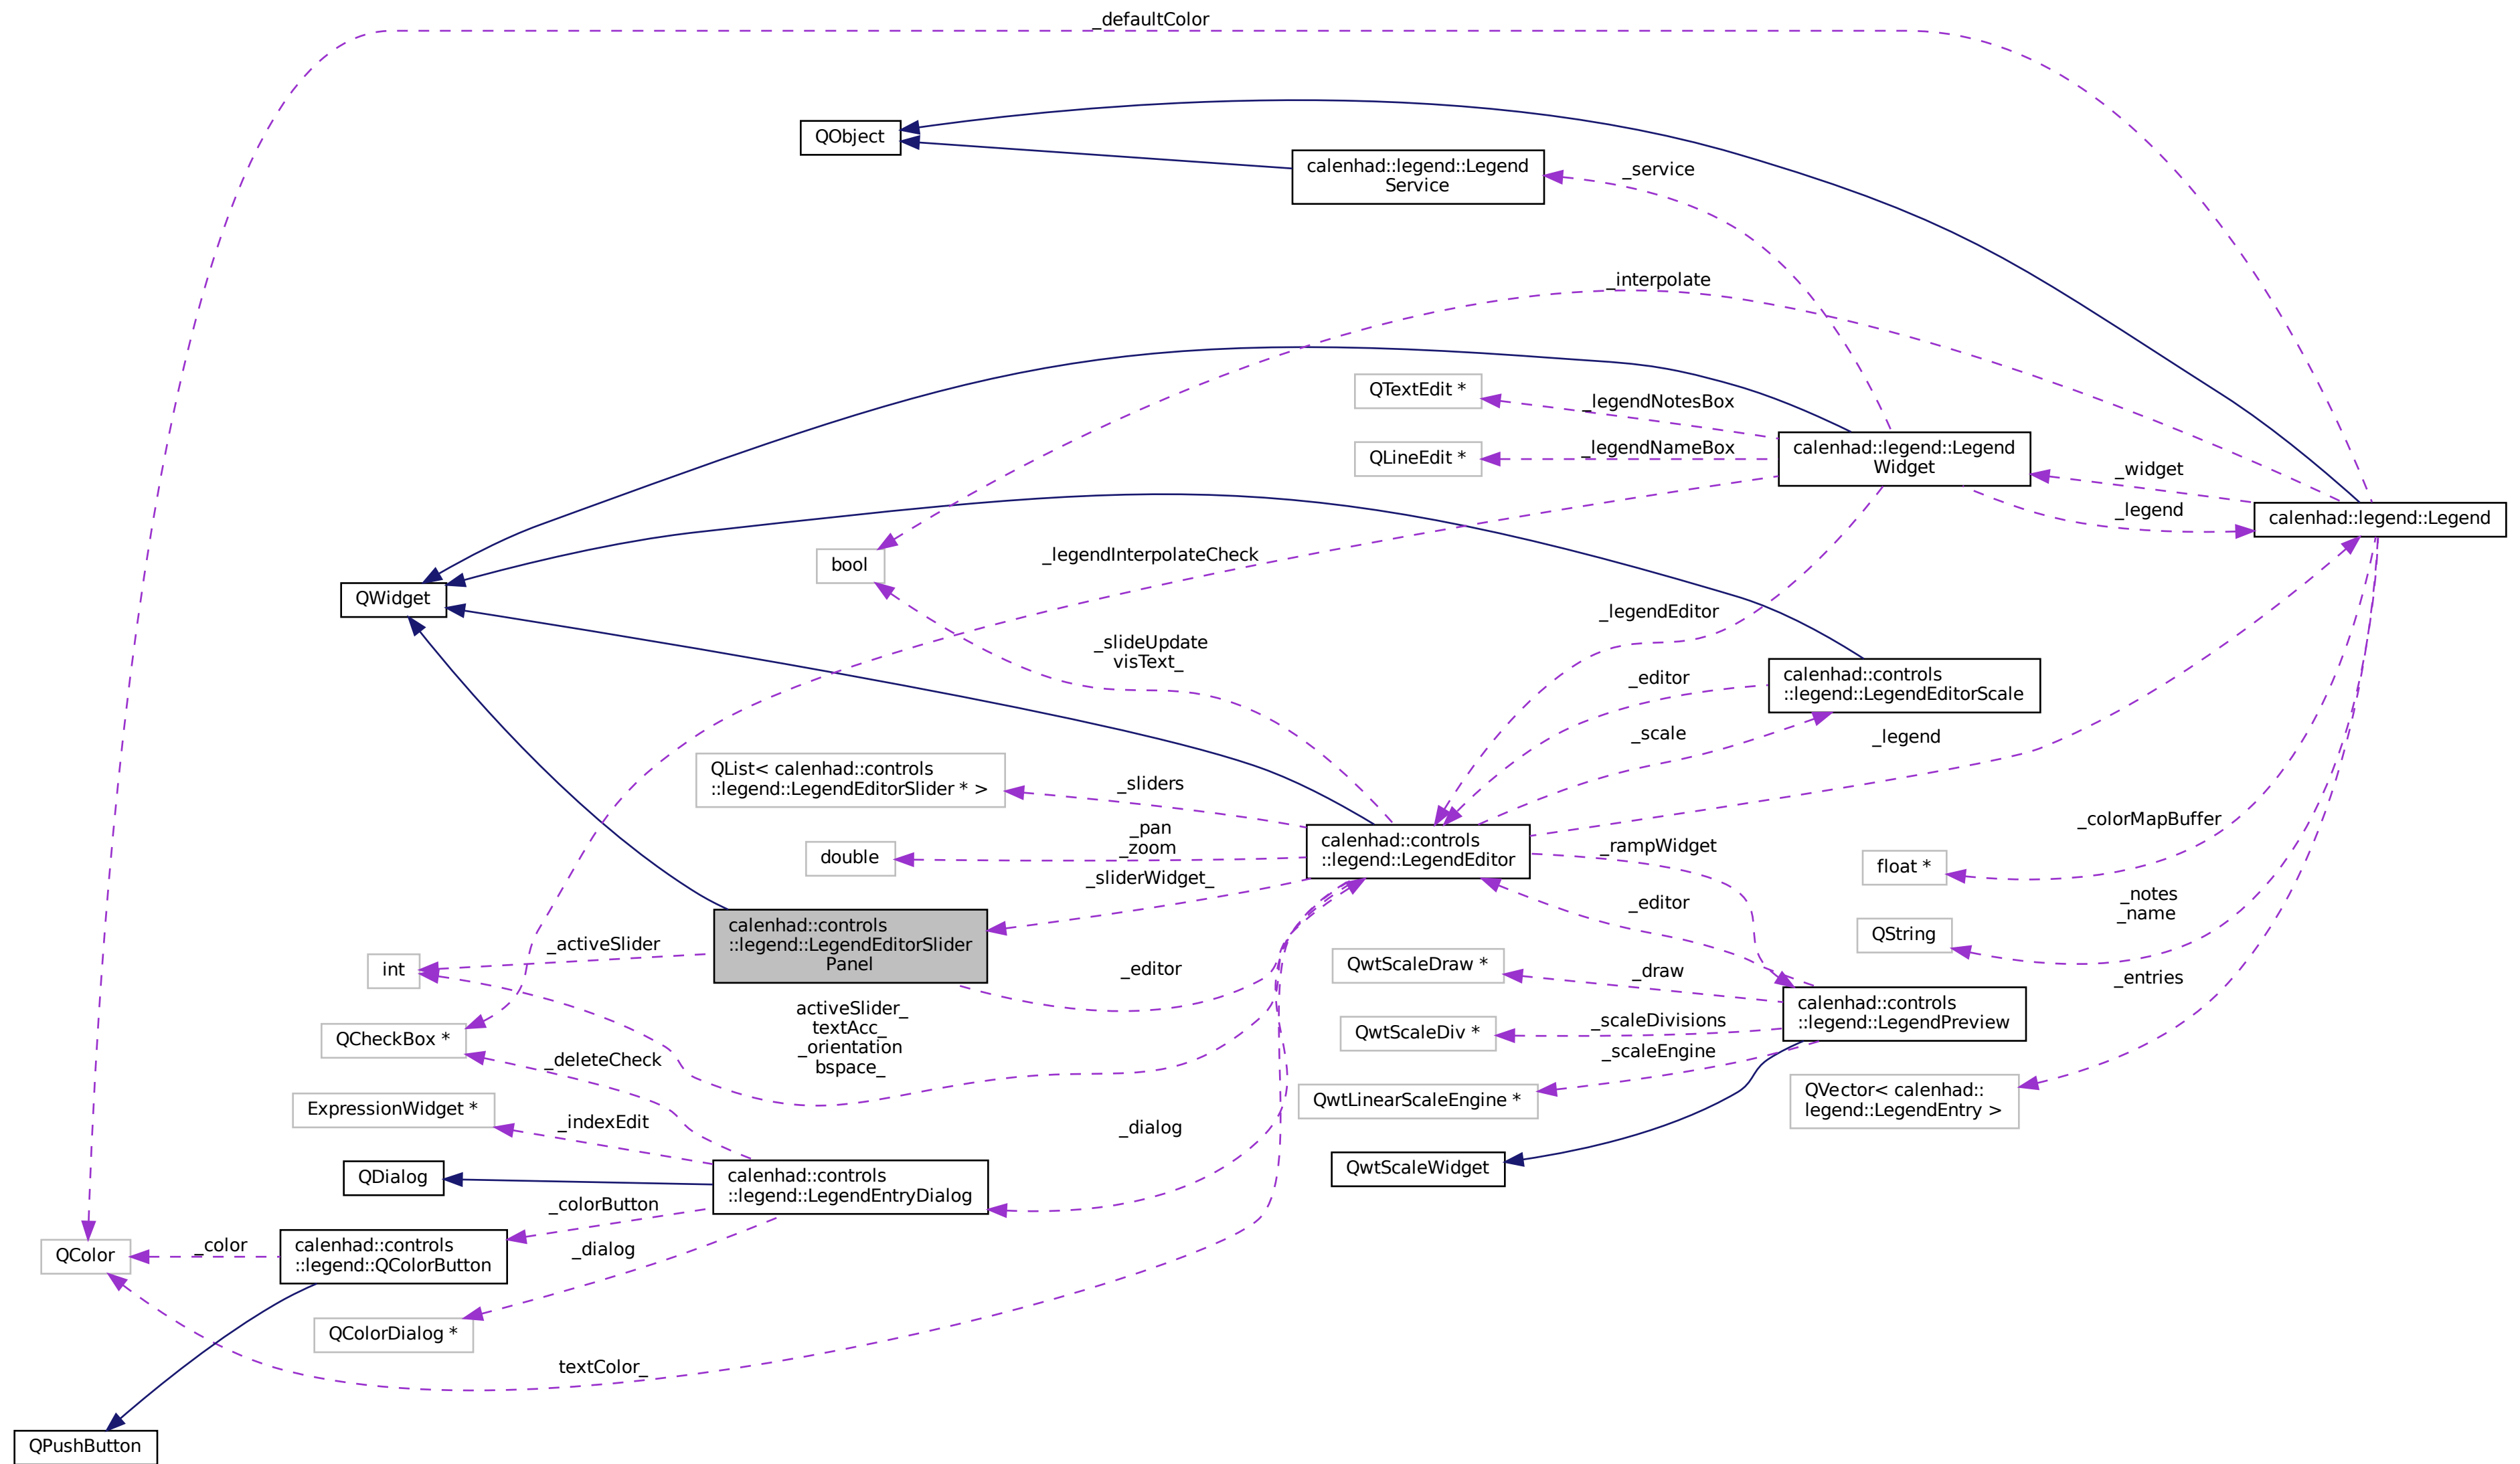 _defaultColor
QObject
calenhad::legend::Legend
Service
_service
_interpolate
QTextEdit *
_legendNotesBox
QLineEdit *
_legendNameBox
calenhad::legend::Legend
Widget
_widget
_legend
calenhad::legend::Legend
bool
_legendInterpolateCheck
QWidget
_legendEditor
_slideUpdate
visText_
_editor
calenhad::controls
::legend::LegendEditorScale
_scale
_legend
QList< calenhad::controls
::legend::LegendEditorSlider * >
_sliders
_pan
_zoom
double
calenhad::controls
::legend::LegendEditor
_rampWidget
_colorMapBuffer
float *
_sliderWidget_
_editor
_notes
_name
calenhad::controls
::legend::LegendEditorSlider
Panel
_activeSlider
int
_editor
QString
QwtScaleDraw *
_draw
_entries
calenhad::controls
::legend::LegendPreview
activeSlider_
textAcc_
_orientation
bspace_
QCheckBox *
_deleteCheck
QwtScaleDiv *
_scaleDivisions
_scaleEngine
QwtLinearScaleEngine *
QVector< calenhad::
legend::LegendEntry >
ExpressionWidget *
_indexEdit
_dialog
QDialog
calenhad::controls
::legend::LegendEntryDialog
QwtScaleWidget
_colorButton
QColor
_color
calenhad::controls
::legend::QColorButton
_dialog
QColorDialog *
textColor_
QPushButton